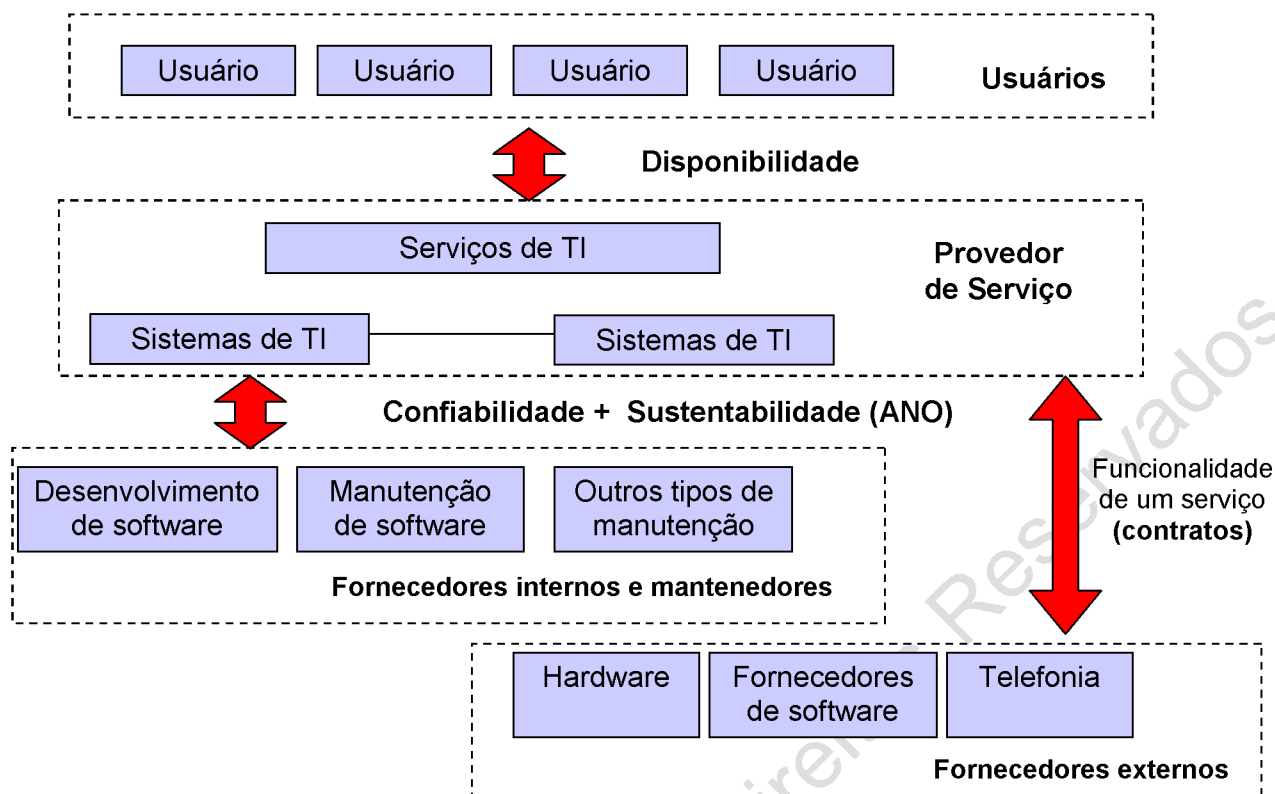 Usuário Usuário Usuário Usuário
Usuários
Disponibilidade
Serviços de TI
Provedor
de Serviço
Sistemas de TI Sistemas de TI
Confiabilidade + Sustentabilidade (ANO)
Funcionalidade
de um serviço
(contratos)
Desenvolvimento
de software
Manutenção
de software
Outros tipos de
manutenção
Fornecedores internos e mantenedores
Hardware
Fornecedores
de software
Telefonia
Fornecedores externos
Reservados